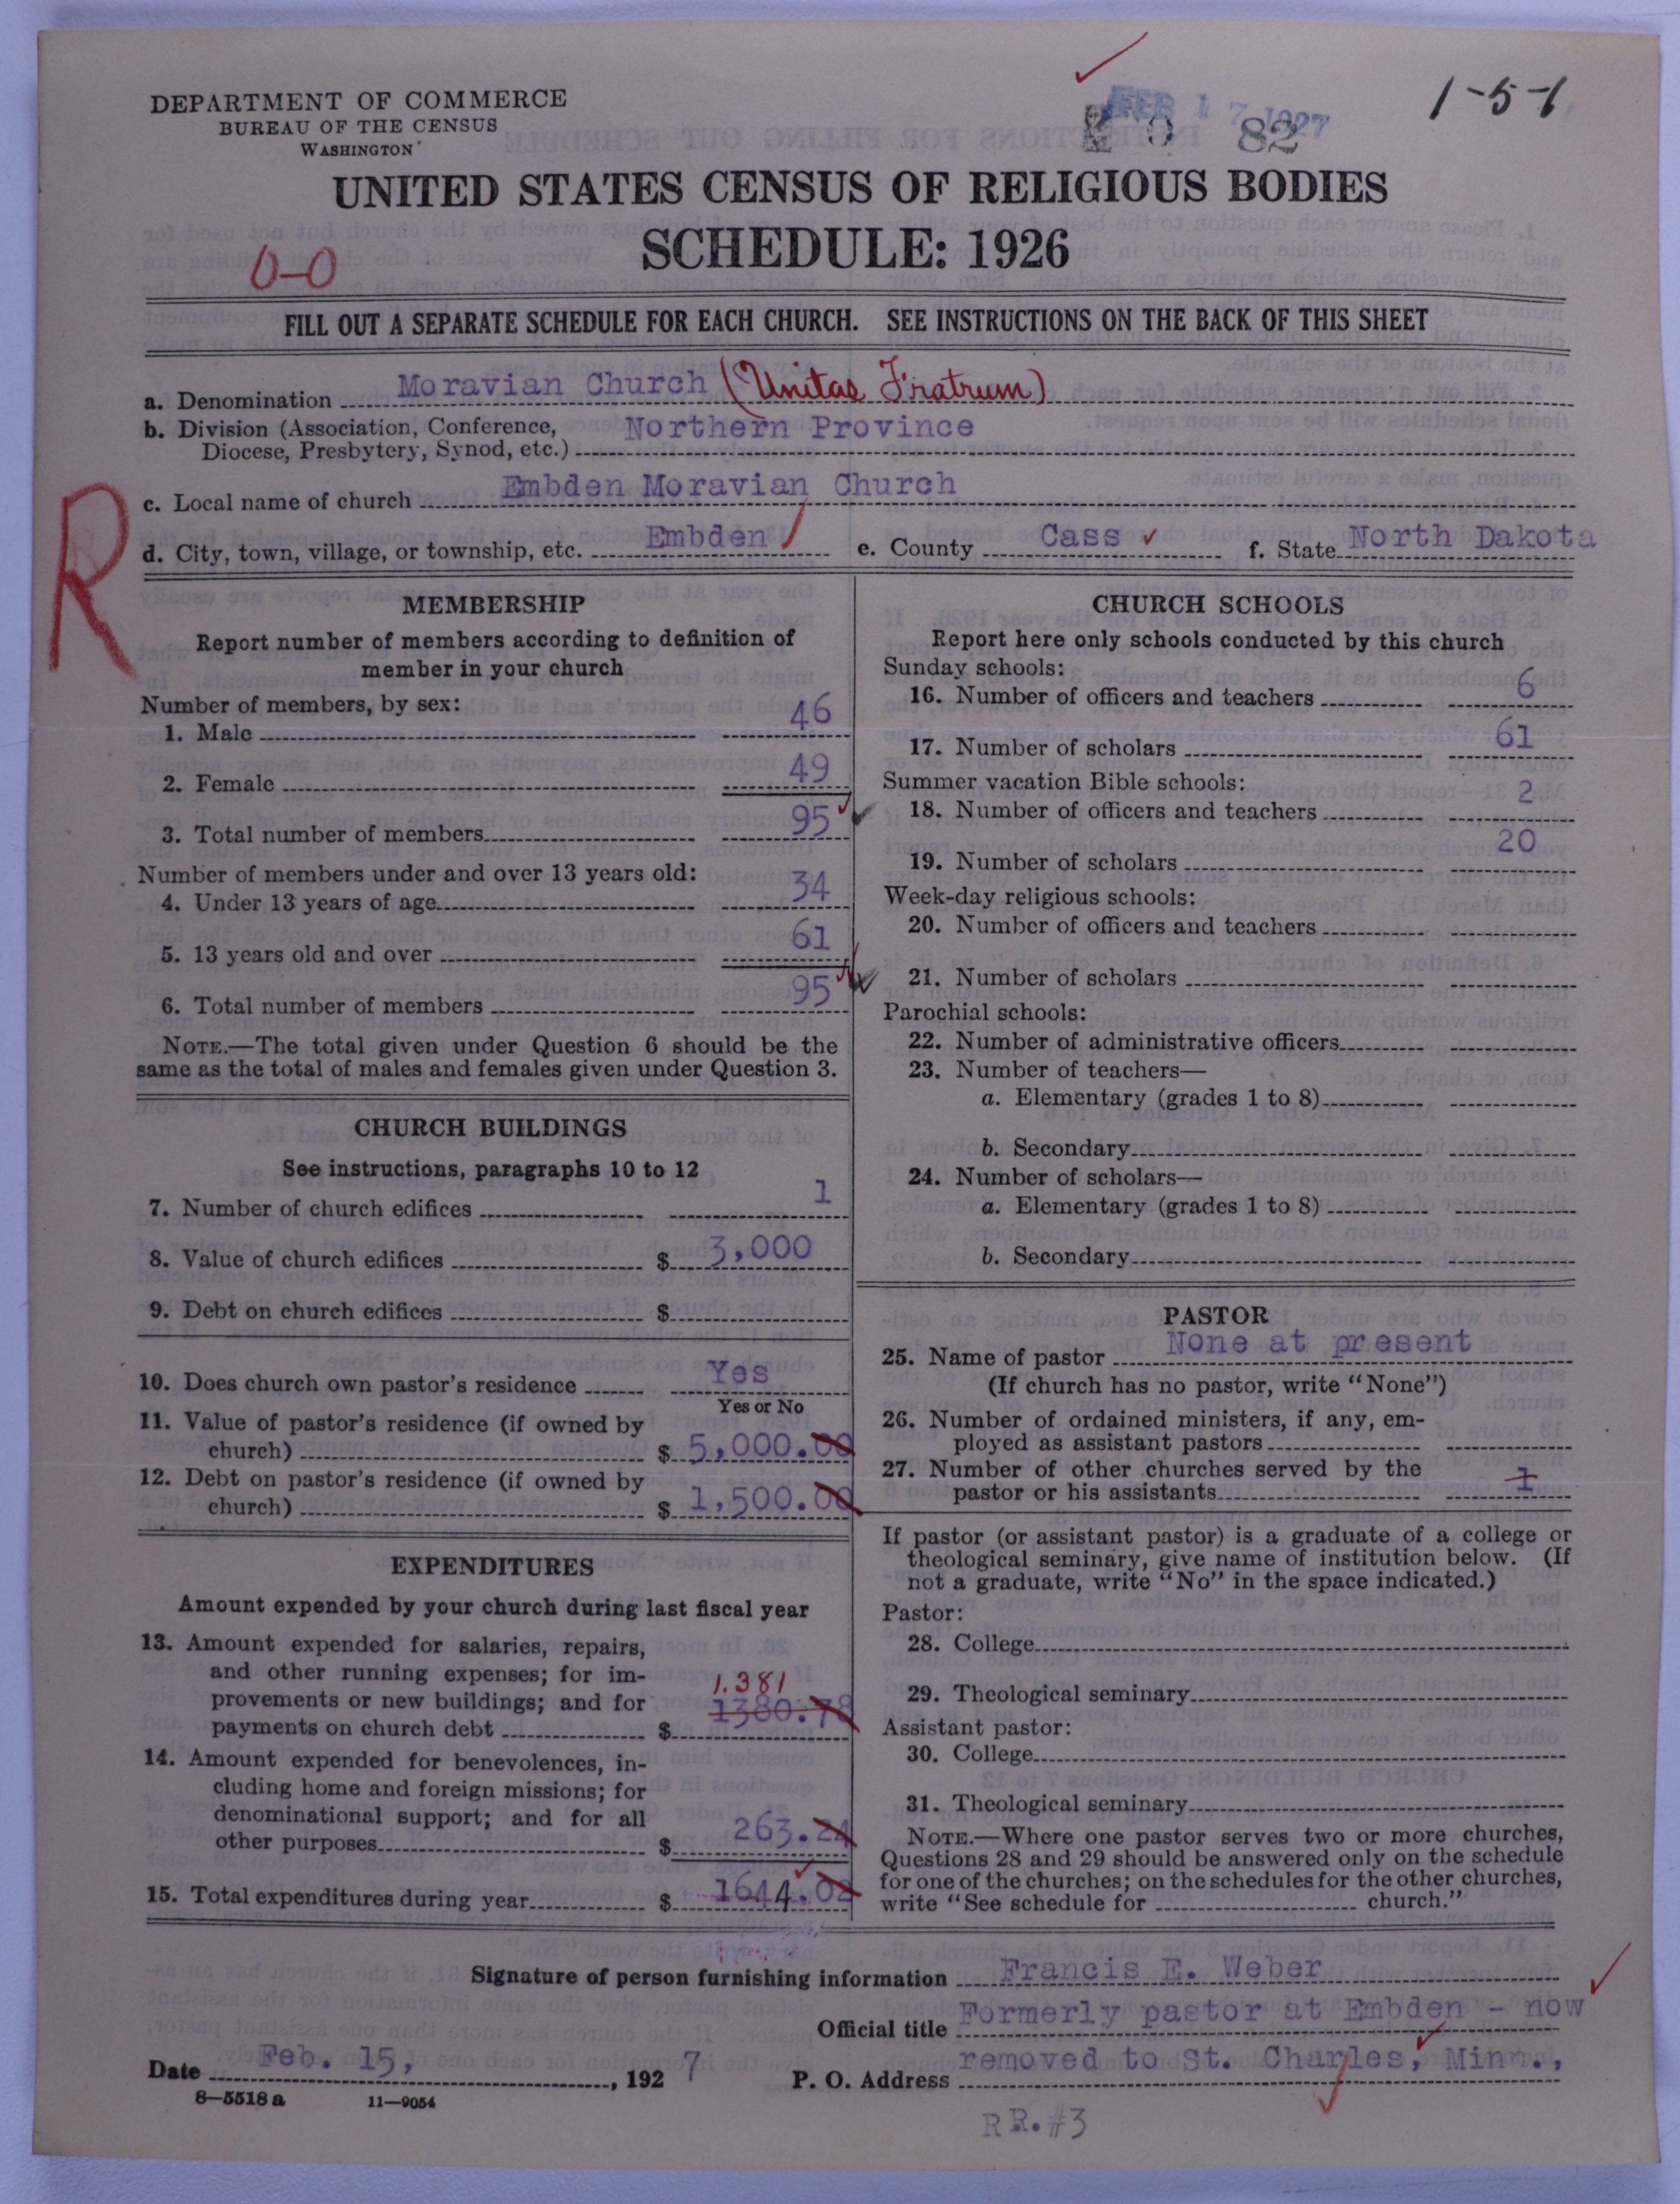 DEPARTMENT OF COMMERCE
BUREAU OF THE CENSUS
WASHINGTON
FEB 17 1927
82
1-5-1
UNITED STATES CENSUS OF RELIGIOUS BODIES
SCHEDULE: 1926
0-0
FILL OUT A SEPARATE SCHEDULE FOR EACH CHURCH. SEE INSTRUCTIONS ON THE BACK OF THIS SHEET
a. Denomination Moravian Church (Unitas Fratrum)
b. Division (Association, Conference, Diocese, Presbytery, Synod, etc.) Northern Province
c. Local name of church Embden Moravian Church
R
d. City, town, village, or township, etc. Embden e. County Cass f. State North Dakota
MEMBERSHIP
Report number of members according to definition of
member in your church
Number of members, by sex:
1. Male 46
2. Female 49
3. Total number of members 95
Number of members under and over 13 years old:
4. Under 13 years of age 34
5. 13 years old and over 61
6. Total number of members 95
NOTE.—The total given under Question 6 should be the
same as the total of males and females given under Question 3.
CHURCH BUILDINGS
See instructions, paragraphs 10 to 12
7. Number of church edifices 1
8. Value of church edifices $ 3,000
9. Debt on church edifices $
10. Does church own pastor's residence Yes
Yes or No
11. Value of pastor's residence (if owned by
church) $ 5,000.00
12. Debt on pastor's residence (if owned by
church) $ 1,500.00
EXPENDITURES
Amount expended by your church during last fiscal year
13. Amount expended for salaries, repairs,
and other running expenses; for im-
1.381
provements or new buildings; and for 1380.78
payments on church debt $
14. Amount expended for benevolences, in-
cluding home and foreign missions; for
denominational support; and for all
other purposes $ 263.24
15. Total expenditures during year $ 1644.02
CHURCH SCHOOLS
Report here only schools conducted by this church
Sunday schools:
16. Number of officers and teachers 6
17. Number of scholars 61
Summer vacation Bible schools:
18. Number of officers and teachers 2
19. Number of scholars 20
Week-day religious schools:
20. Number of officers and teachers
21. Number of scholars
Parochial schools:
22. Number of administrative officers
23. Number of teachers—
a. Elementary (grades 1 to 8)
b. Secondary
24. Number of scholars—
a. Elementary (grades 1 to 8)
b. Secondary
PASTOR
25. Name of pastor None at present
(If church has no pastor, write "None")
26. Number of ordained ministers, if any, em-
ployed as assistant pastors
27. Number of other churches served by the
pastor or his assistants 1
If pastor (or assistant pastor) is a graduate of a college or
theological seminary, give name of institution below. (If
not a graduate, write "No" in the space indicated.)
Pastor:
28. College
29. Theological seminary
Assistant pastor:
30. College
31. Theological seminary
NOTE.—Where one pastor serves two or more churches,
Questions 28 and 29 should be answered only on the schedule
for one of the churches; on the schedules for the other churches,
write "See schedule for church."
Signature of person furnishing information Francis E. Weber
Official title Formerly pastor at Embden - now
Date Feb. 15, , 1927 P. O. Address removed to St. Charles, Minn.,
8—5518 a 11—9054
RR.#3